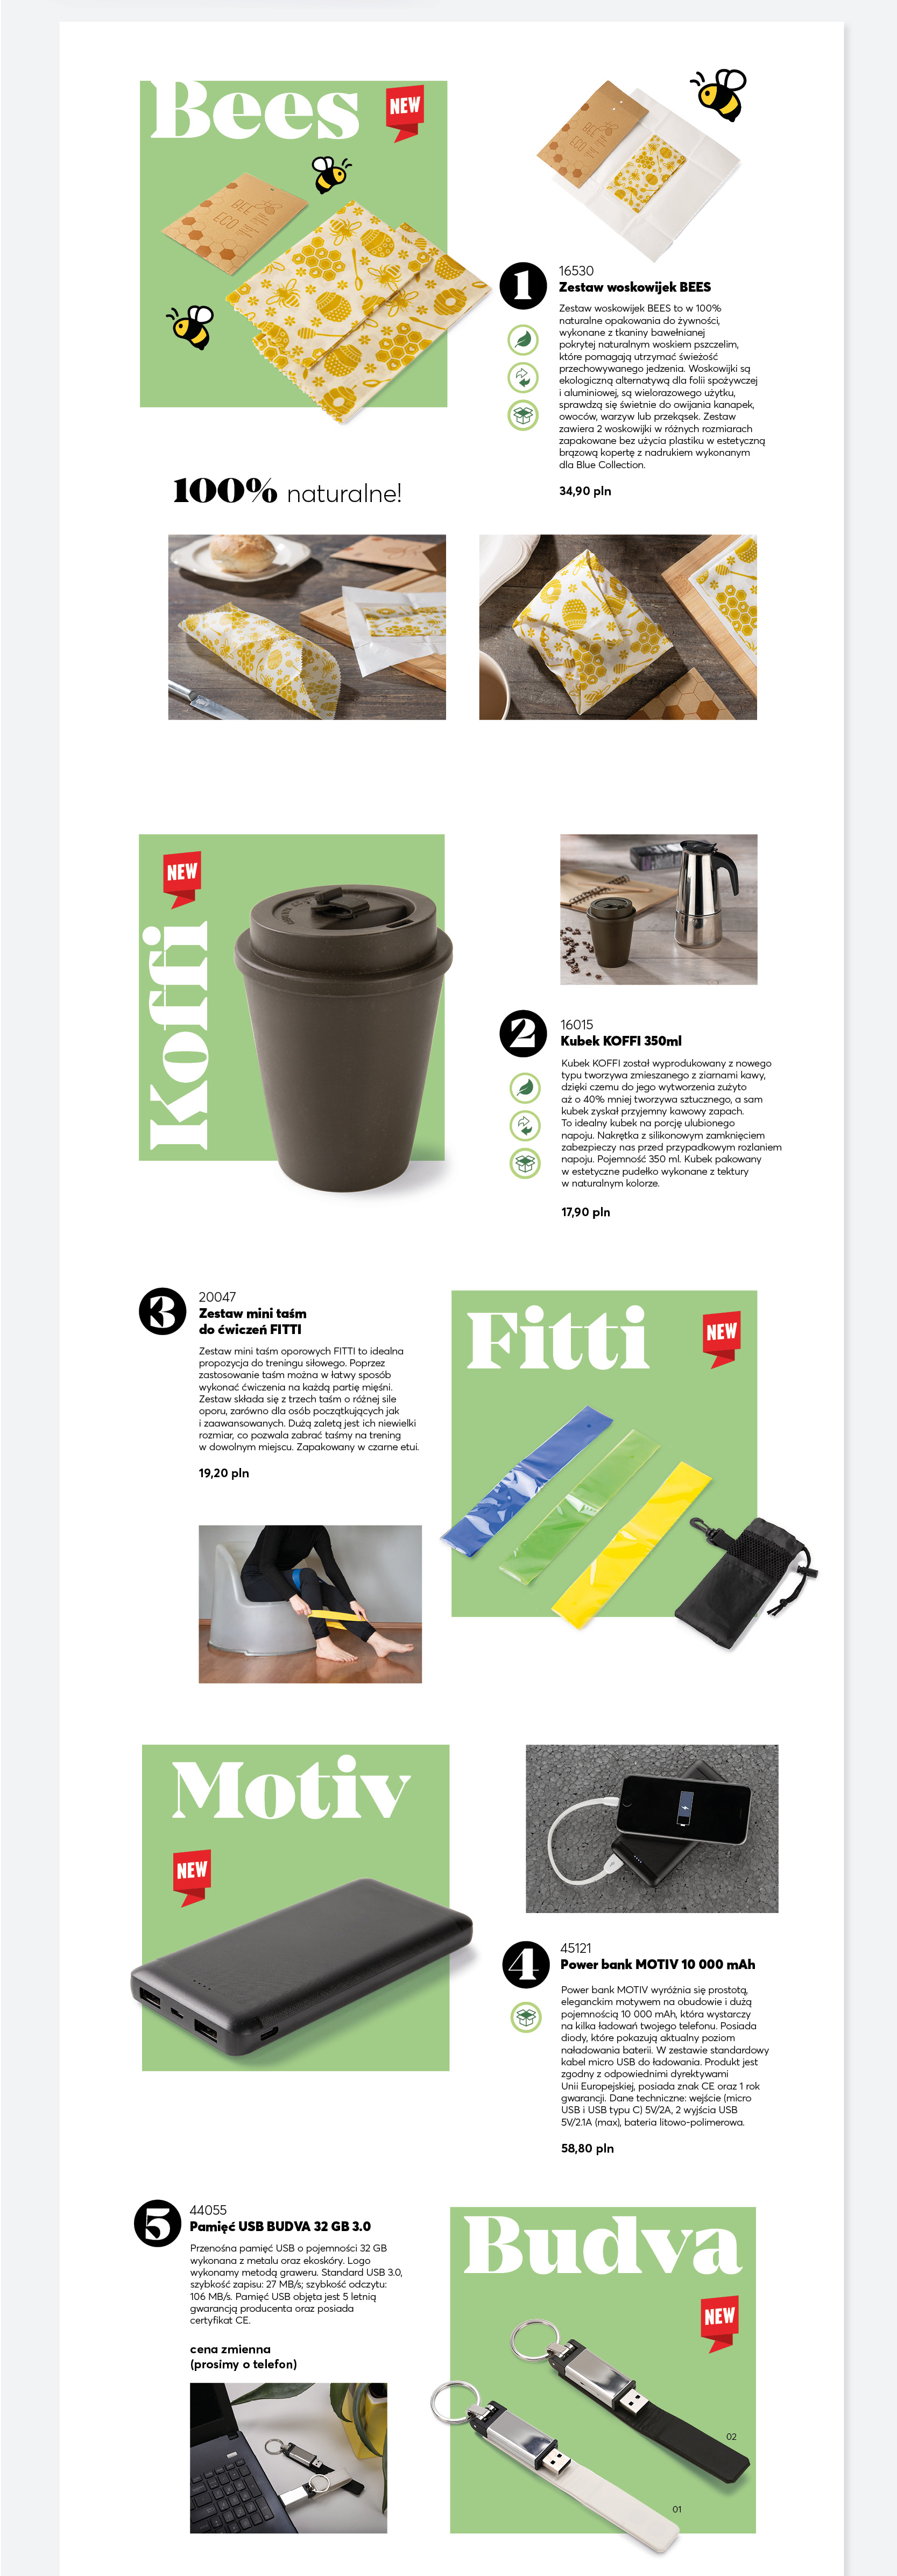 Bees
NEW
BEE
ECO
BEE
ECO
1
16530
Zestaw woskowijek BEES
Zestaw woskowijek BEES to w 100%
naturalne opakowania do żywności,
wykonane z tkaniny bawełnianej
pokrytej naturalnym woskiem pszczelim,
które pomagają utrzymać świeżość
przechowywanego jedzenia. Woskowijki są
ekologiczną alternatywą dla folii spożywczej
i aluminiowej, są wielorazowego użytku,
sprawdzą się świetnie do owijania kanapek,
owoców, warzyw lub przekąsek. Zestaw
zawiera 2 woskowijki w różnych rozmiarach
zapakowane bez użycia plastiku w estetyczną
brązową kopertę z nadrukiem wykonanym
dla Blue Collection.
34,90 pln
100% naturalne!
NEW
Koffi
2
16015
Kubek KOFFI 350ml
Kubek KOFFI został wyprodukowany z nowego
typu tworzywa zmieszanego z ziarnami kawy,
dzięki czemu do jego wytworzenia zużyto
aż o 40% mniej tworzywa sztucznego, a sam
kubek zyskał przyjemny kawowy zapach.
To idealny kubek na porcję ulubionego
napoju. Nakrętka z silikonowym zamknięciem
zabezpieczy nas przed przypadkowym rozlaniem
napoju. Pojemność 350 ml. Kubek pakowany
w estetyczne pudełko wykonane z tektury
w naturalnym kolorze.
17,90 pln
3
20047
Zestaw mini taśm
do ćwiczeń FITTI
Zestaw mini taśm oporowych FITTI to idealna
propozycja do treningu siłowego. Poprzez
zastosowanie taśm można w łatwy sposób
wykonać ćwiczenia na każdą partię mięśni.
Zestaw składa się z trzech taśm o różnej sile
oporu, zarówno dla osób początkujących jak
i zaawansowanych. Dużą zaletą jest ich niewielki
rozmiar, co pozwala zabrać taśmy na trening
w dowolnym miejscu. Zapakowany w czarne etui.
19,20 pln
Fitti
NEW
Motiv
NEW
4
45121
Power bank MOTIV 10 000 mAh
Power bank MOTIV wyróżnia się prostotą,
eleganckim motywem na obudowie i dużą
pojemnością 10 000 mAh, która wystarczy
na kilka ładowań twojego telefonu. Posiada
diody, które pokazują aktualny poziom
naładowania baterii. W zestawie standardowy
kabel micro USB do ładowania. Produkt jest
zgodny z odpowiednimi dyrektywami
Unii Europejskiej, posiada znak CE oraz 1 rok
gwarancji. Dane techniczne: wejście (micro
USB i USB typu C) 5V/2A, 2 wyjścia USB
5V/2.1A (max), bateria litowo-polimerowa.
58,80 pln
5
44055
Pamięć USB BUDVA 32 GB 3.0
Przenośna pamięć USB o pojemności 32 GB
wykonana z metalu oraz ekoskóry. Logo
wykonamy metodą graweru. Standard USB 3.0,
szybkość zapisu: 27 MB/s; szybkość odczytu:
106 MB/s. Pamięć USB objęta jest 5 letnią
gwarancją producenta oraz posiada
certyfikat CE.
cena zmienna
(prosimy o telefon)
Budva
NEW
02
01